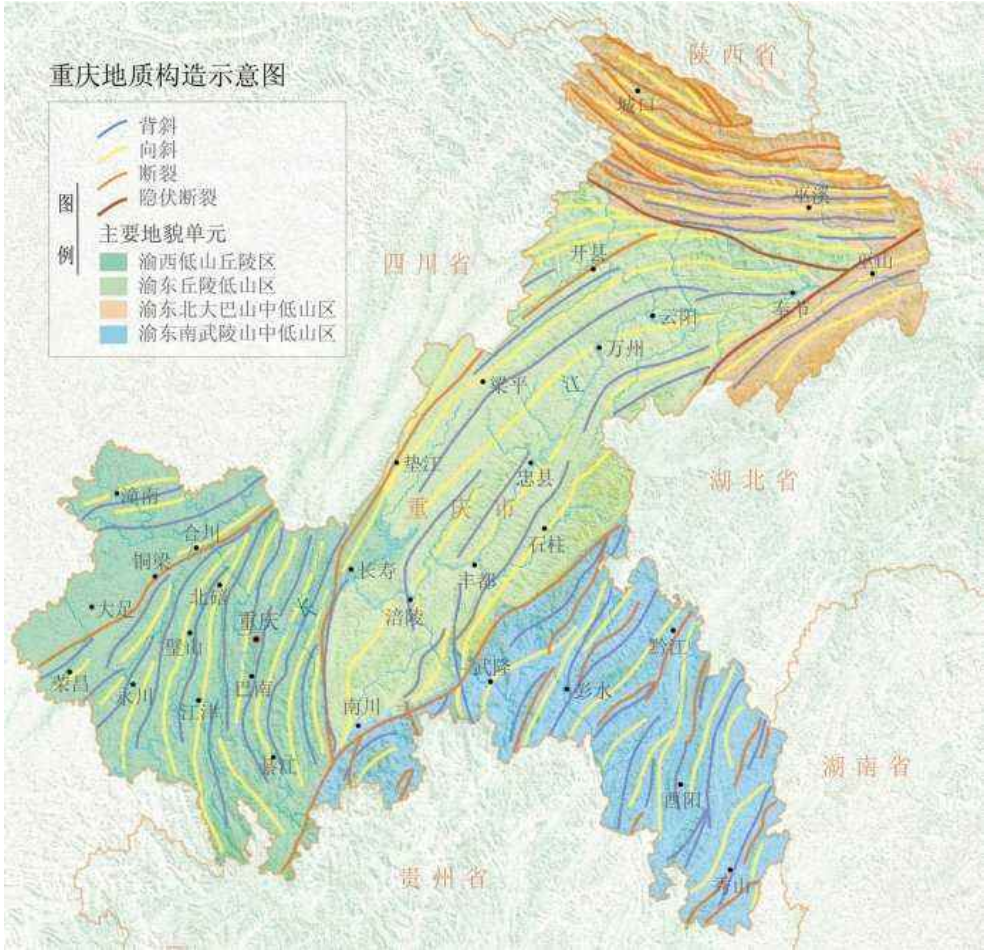 重庆地质构造示意图
背斜
向斜
断裂
隐伏断裂
图例
主要地貌单元
渝西低山丘陵区
渝东丘陵低山区
渝东北大巴山中低山区
渝东南武陵山中低山区
陕西省
城口
巫溪
四川省
开县
巫山
奉节
云阳
万州
梁平
江
垫江
忠县
湖北省
重庆市
潼南
合川
石柱
铜梁
长寿
丰都
北碚
大足
长
涪陵
重庆
璧山
黔江
武隆
荣昌
永川
巴南
彭水
江津
南川
綦江
湖南省
酉阳
贵州省
秀山